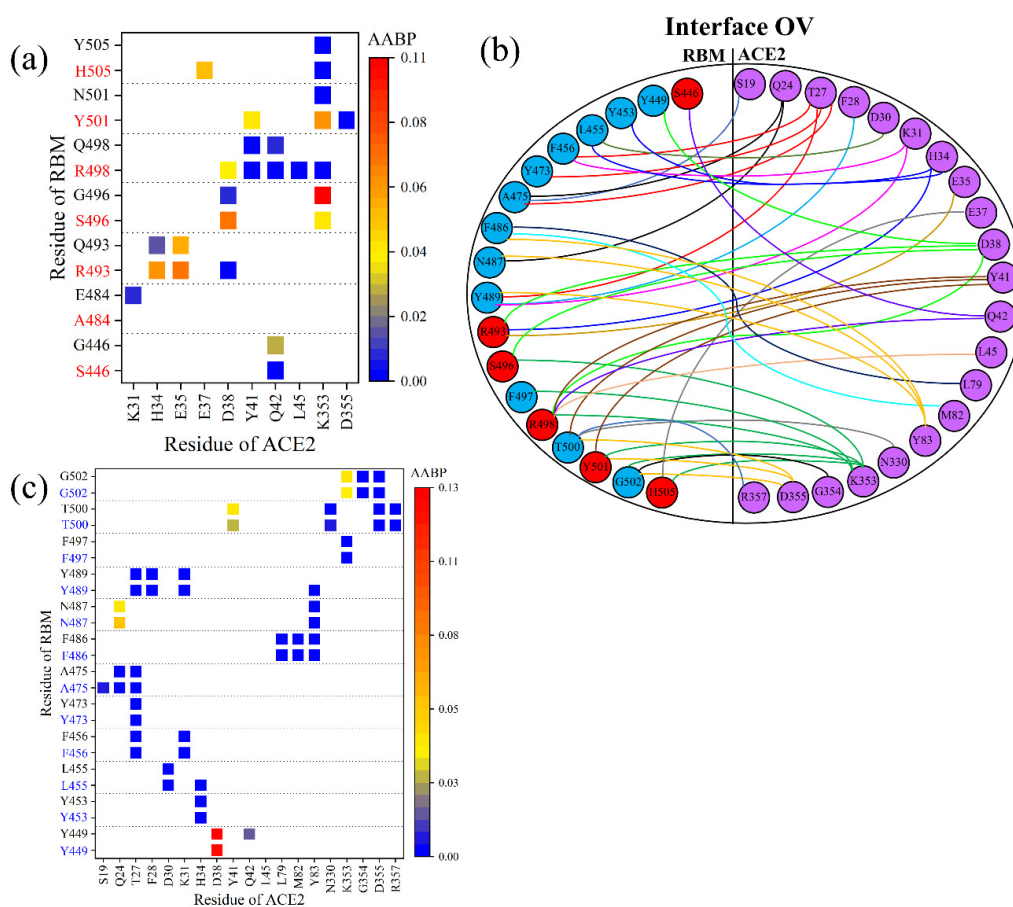 (a)
AABP
Y505
H505
N501
Y501
Q498
R498
G496
S496
Q493
R493
E484
A484
G446
S446
Residue of RBM
K31 H34 E35 E37 D38 Y41 Q42 L45 K353 D355
Residue of ACE2
0.11
0.08
0.06
0.04
0.02
0.00
(b)
Interface OV
RBM ACE2
S446
Y449
Y453
L455
F456
Y473
A475
F486
N487
Y489
R493
S496
F497
R498
T500
Y501
G502
H505
S19
Q24
T27
F28
D30
K31
H34
E35
E37
D38
Y41
Q42
L45
L79
M82
Y83
N330
K353
G354
D355
R357
(c)
AABP
G502
G502
T500
T500
F497
F497
Y489
Y489
N487
N487
F486
F486
A475
A475
Y473
Y473
F456
F456
L455
L455
Y453
Y453
Y449
Y449
Residue of RBM
S19 Q24 T27 F28 D30 K31 H34 D38 Y41 Q42 L45 L79 M82 Y83 N330 K353 G354 D355 R357
Residue of ACE2
0.13
0.11
0.08
0.06
0.03
0.00